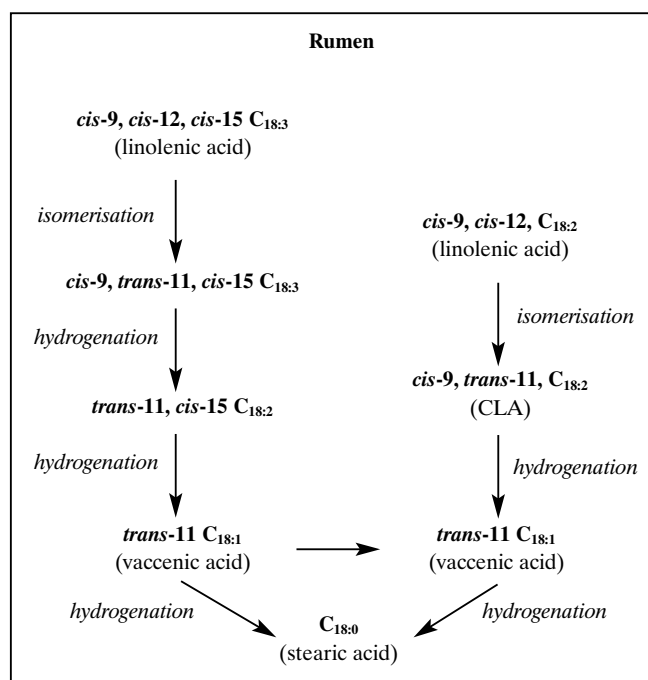 Rumen
cis-9, cis-12, cis-15 C18:3
(linolenic acid)
isomerisation
cis-9, trans-11, cis-15 C18:3
hydrogenation
trans-11, cis-15 C18:2
hydrogenation
trans-11 C18:1
(vaccenic acid)
hydrogenation
cis-9, cis-12, C18:2
(linolenic acid)
isomerisation
cis-9, trans-11, C18:2
(CLA)
hydrogenation
trans-11 C18:1
(vaccenic acid)
hydrogenation
C18:0
(stearic acid)